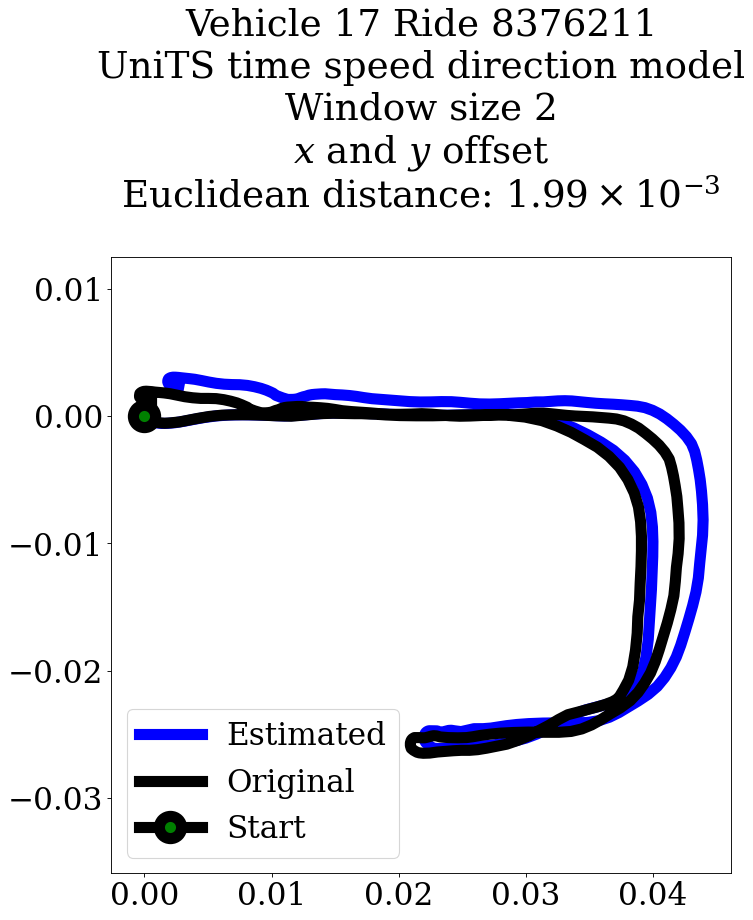 Vehicle 17 Ride 8376211
UniTS time speed direction model
Window size 2
x and y offset
Euclidean distance: 1.99 × 10⁻³
0.01
0.00
−0.01
−0.02
−0.03
Estimated
Original
Start
0.00 0.01 0.02 0.03 0.04